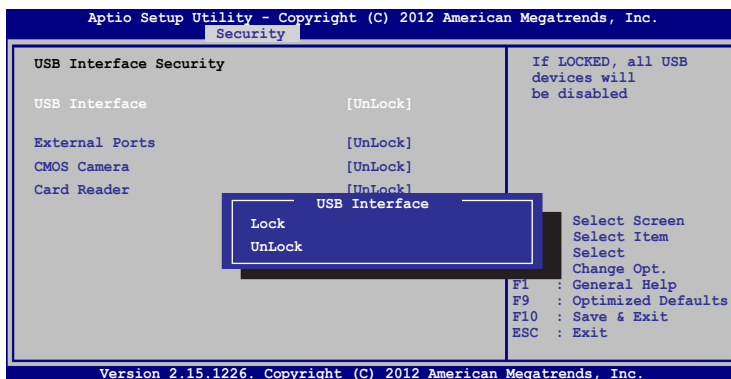 Aptio Setup Utility - Copyright (C) 2012 American Megatrends, Inc.
Security
USB Interface Security
USB Interface [UnLock]
External Ports [UnLock]
CMOS Camera [UnLock]
Card Reader [UnLock]
USB Interface
Lock
UnLock
If LOCKED, all USB
devices will
be disabled
Select Screen
Select Item
Select
Change Opt.
F1 : General Help
F9 : Optimized Defaults
F10 : Save & Exit
ESC : Exit
Version 2.15.1226. Copyright (C) 2012 American Megatrends, Inc.